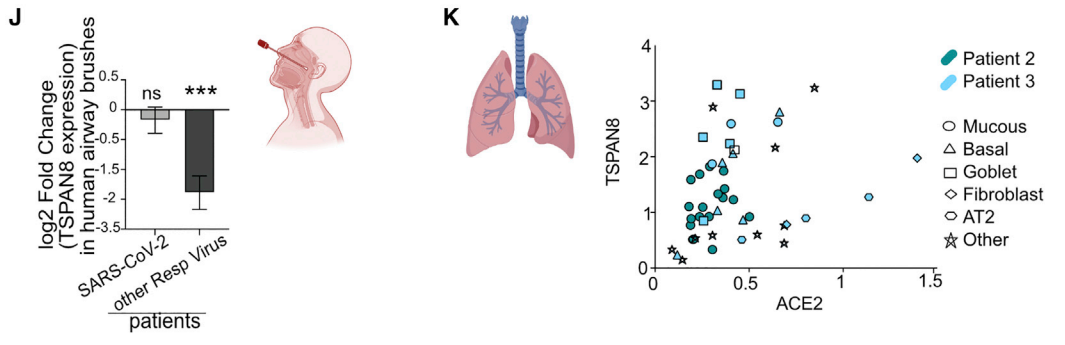 J
log2 Fold Change
(TSPAN8 expression)
in human airway brushes
0.5
0
-0.5
-1.5
-2
-3.5
ns
***
SARS-CoV-2
other Resp Virus
patients
K
TSPAN8
4
3
2
1
0
0
0.5
1
1.5
ACE2
Patient 2
Patient 3
Mucous
Basal
Goblet
Fibroblast
AT2
Other